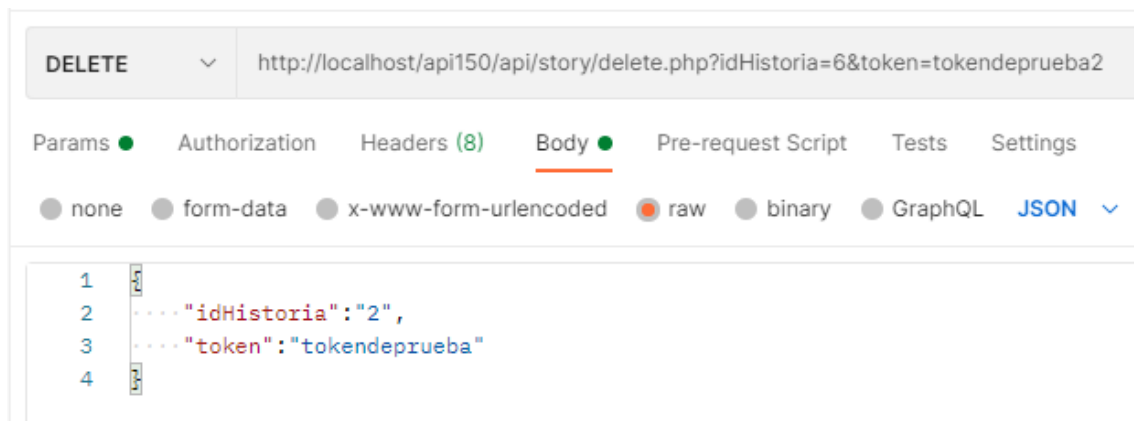 DELETE http://localhost/api150/api/story/delete.php?idHistoria=6&token=tokendeprueba2
Params Authorization Headers (8) Body Pre-request Script Tests Settings
none form-data x-www-form-urlencoded raw binary GraphQL JSON
1 {
2 ····"idHistoria":"2",
3 ····"token":"tokendeprueba"
4 }